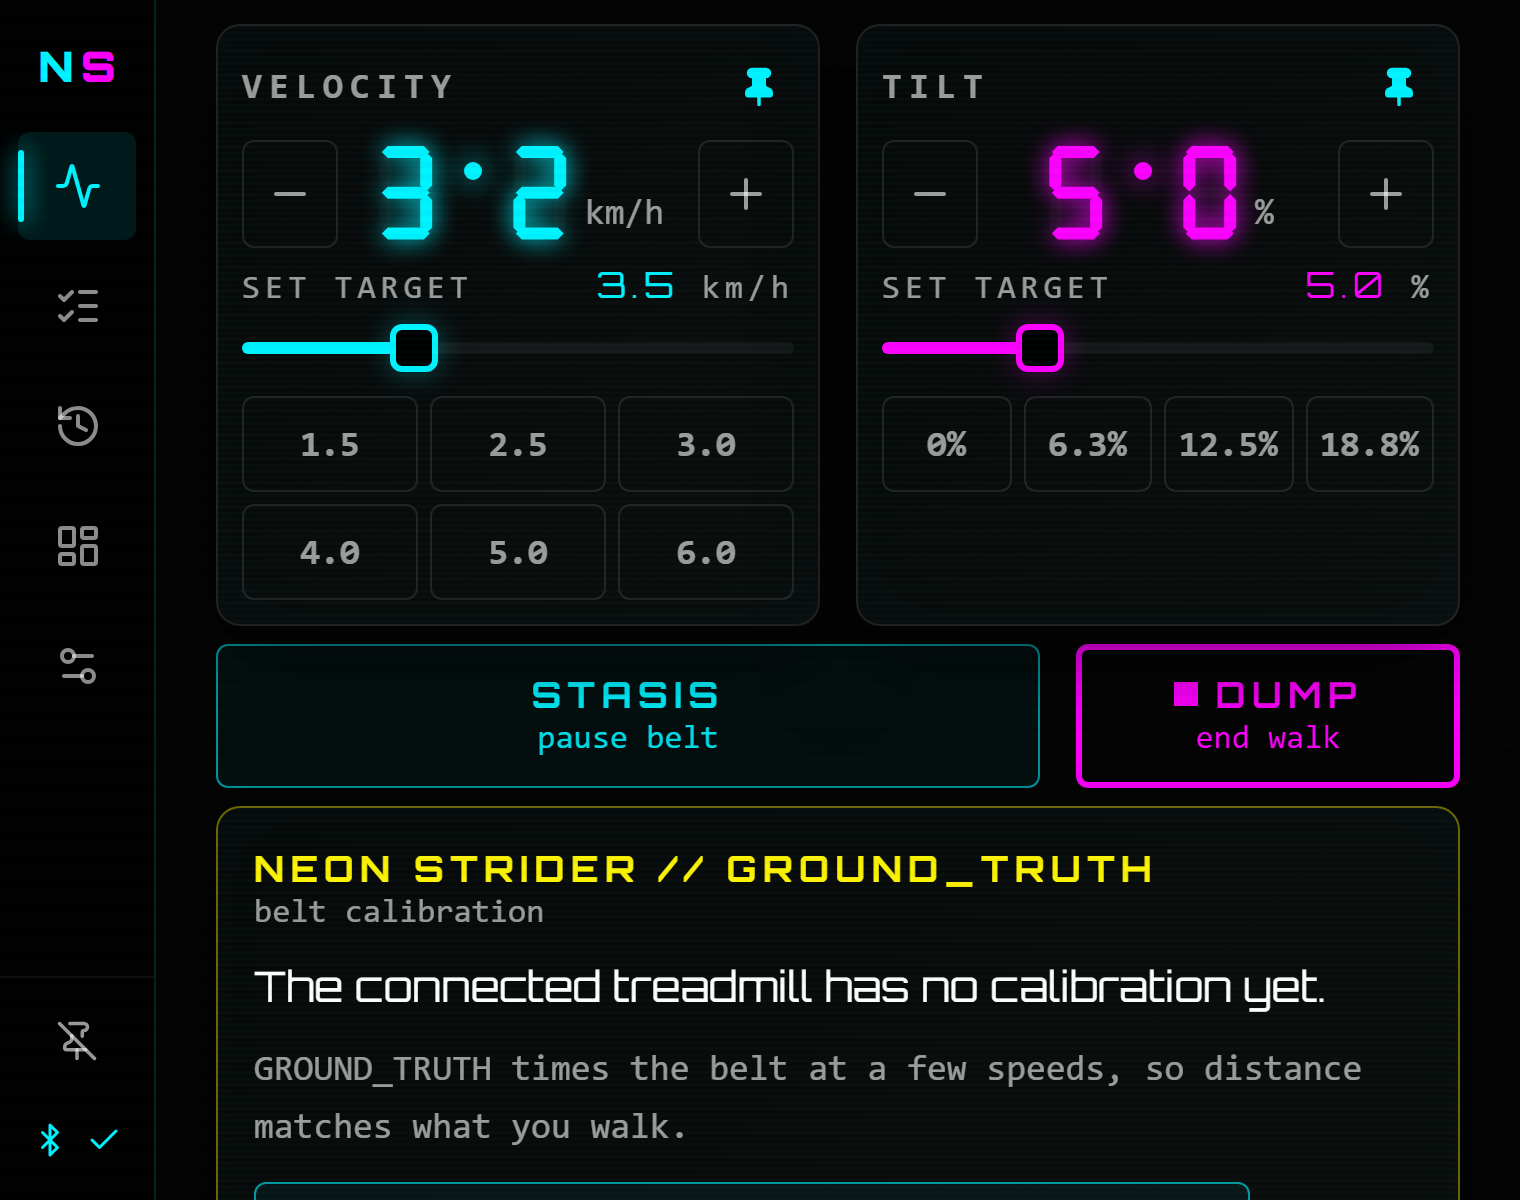 NS
VELOCITY
− 3.2 km/h +
SET TARGET 3.5 km/h
1.5 2.5 3.0
4.0 5.0 6.0
TILT
− 5.0 % +
SET TARGET 5.0 %
0% 6.3% 12.5% 18.8%
STASIS
pause belt
DUMP
end walk
NEON STRIDER // GROUND_TRUTH
belt calibration
The connected treadmill has no calibration yet.
GROUND_TRUTH times the belt at a few speeds, so distance
matches what you walk.